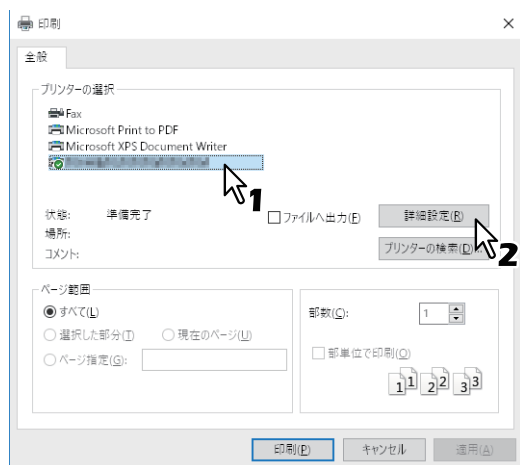 印刷
全般
プリンターの選択
Fax
Microsoft Print to PDF
Microsoft XPS Document Writer
1
状態: 準備完了
□ファイルへ出力(F)
詳細設定(R)
場所:
コメント:
プリンターの検索(D)...
2
ページ範囲
すべて(L)
選択した部分(T) 現在のページ(U)
ページ指定(G):
部数(C): 1
部単位で印刷(O)
1 1 2 2 3 3
印刷(P) キャンセル 適用(A)